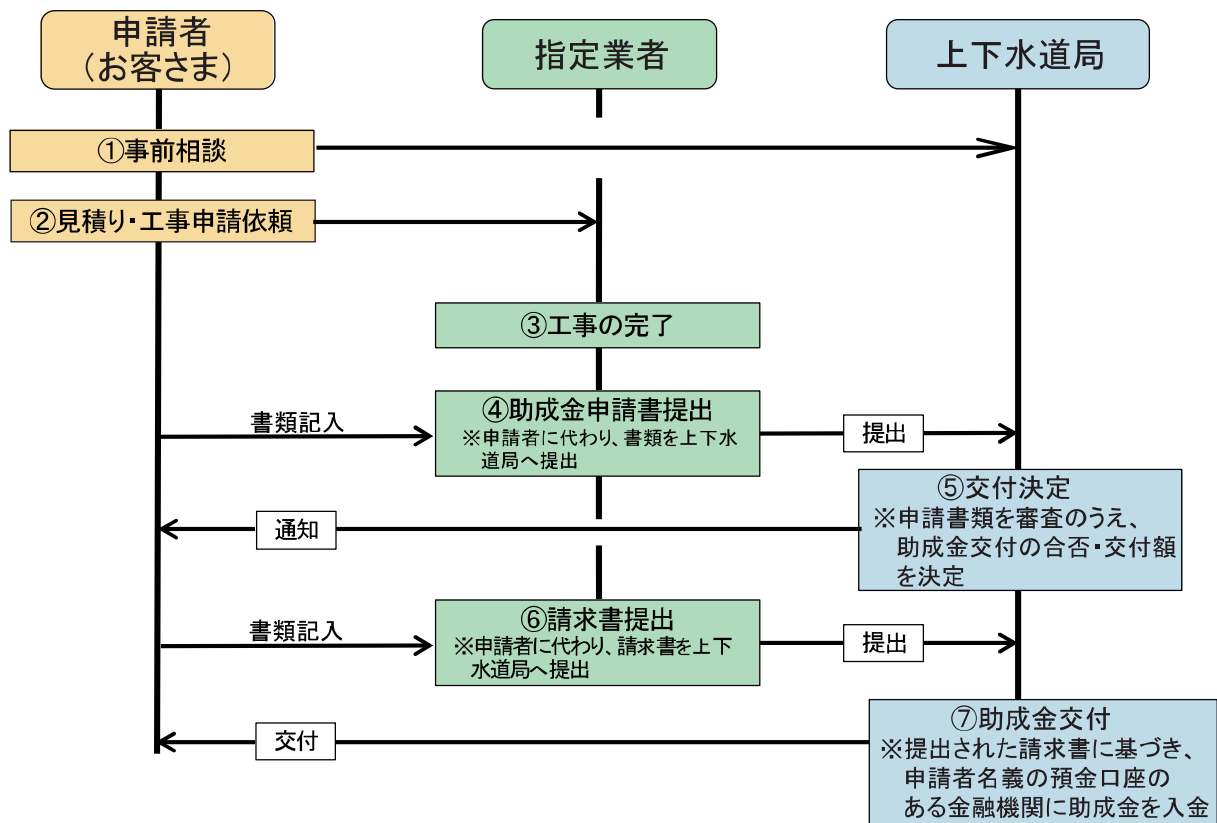 申請者
(お客さま)
指定業者
上下水道局
①事前相談
②見積り・工事申請依頼
③工事の完了
書類記入
④助成金申請書提出
※申請者に代わり、書類を上下水
道局へ提出
提出
⑤交付決定
※申請書類を審査のうえ、
助成金交付の合否・交付額
を決定
通知
書類記入
⑥請求書提出
※申請者に代わり、請求書を上下
水道局へ提出
提出
⑦助成金交付
※提出された請求書に基づき、
申請者名義の預金口座の
ある金融機関に助成金を入金
交付